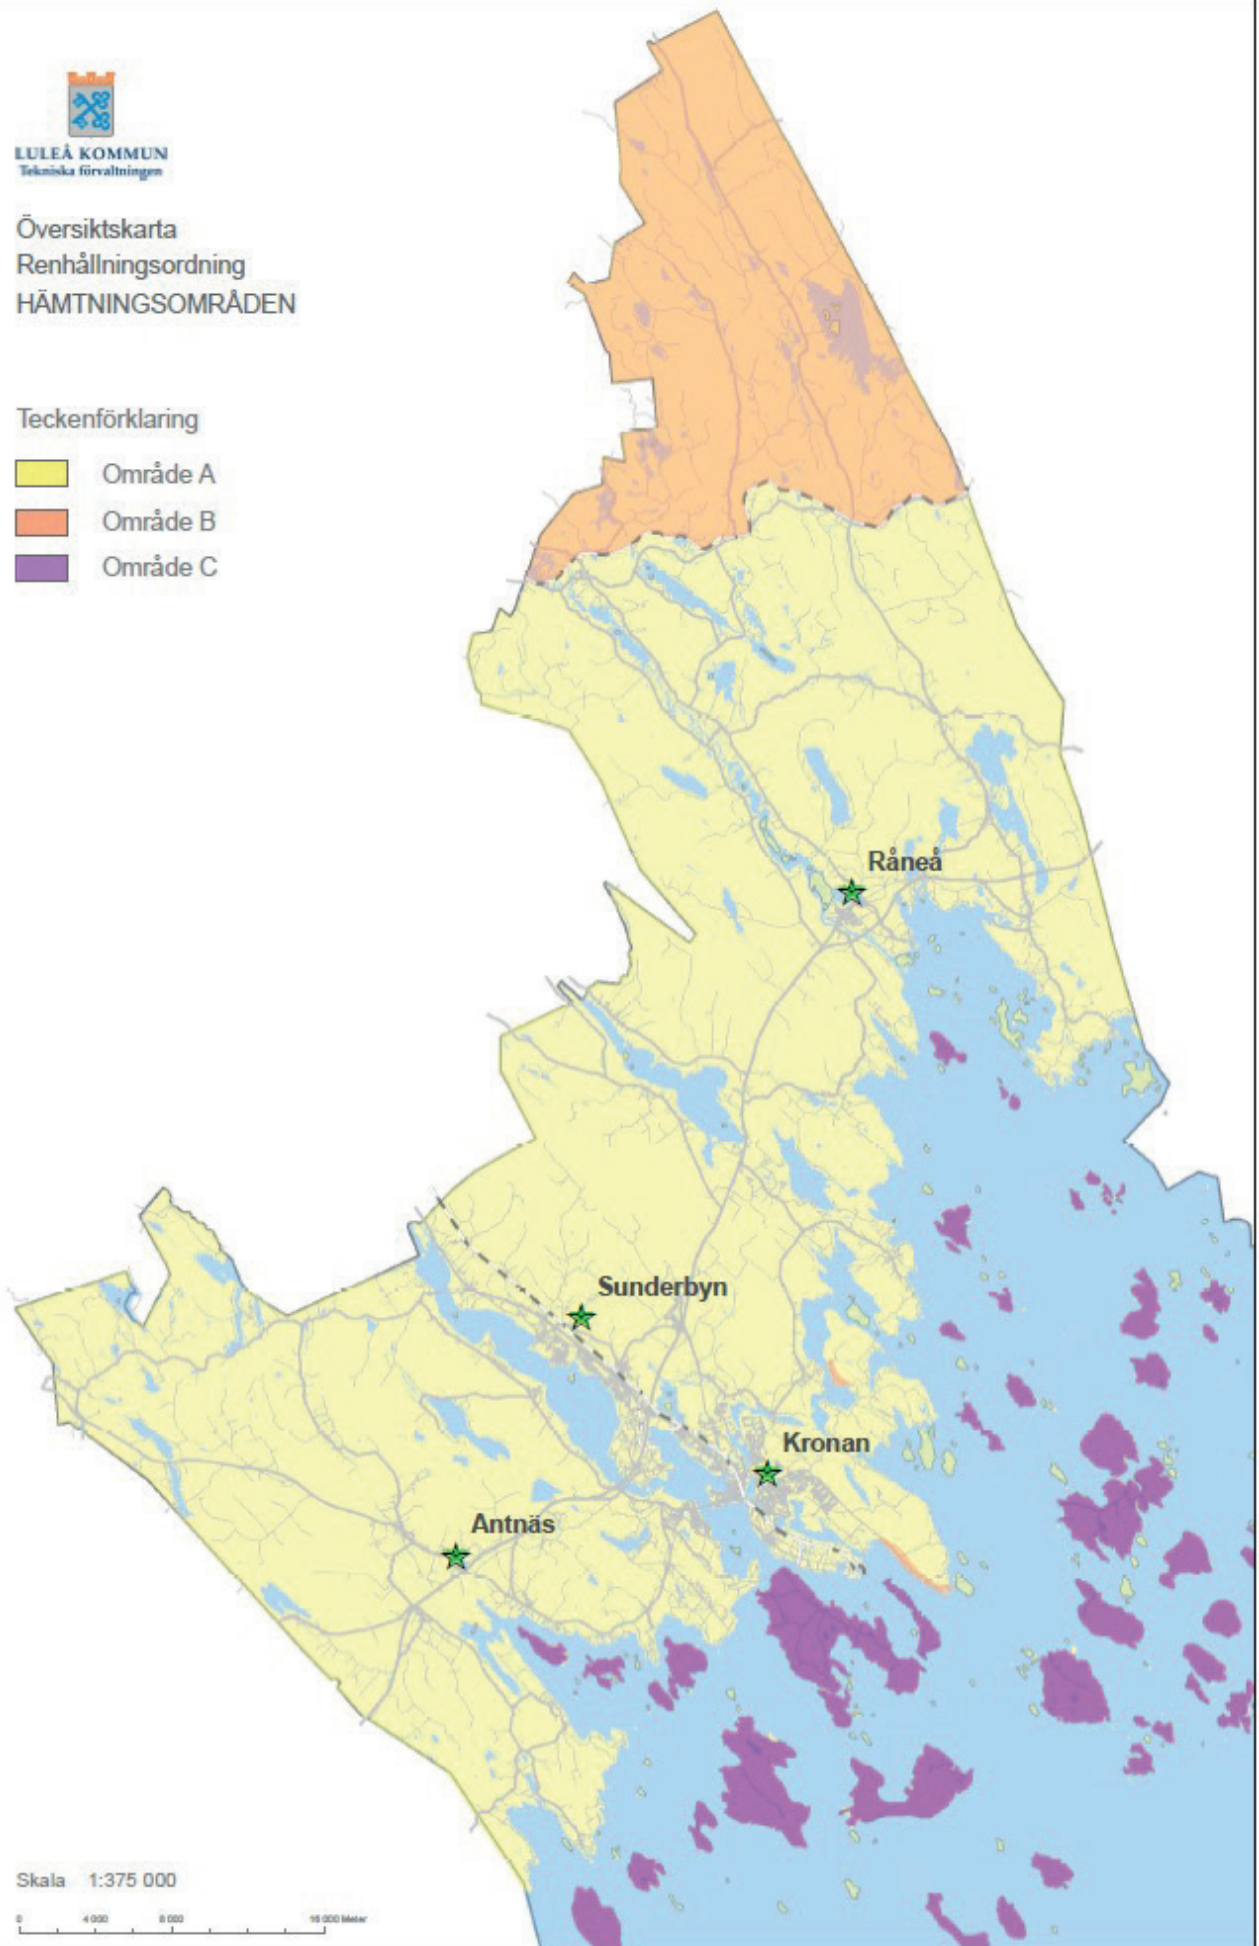 LULEÅ KOMMUN
Tekniska förvaltningen
Översiktskarta
Renhållningsordning
HÄMTNINGSOMRÅDEN
Teckenförklaring
Område A
Område B
Område C
Råneå
Sunderbyn
Kronan
Antnäs
Skala 1:375 000
0 4 000 8 000 16 000 Meter